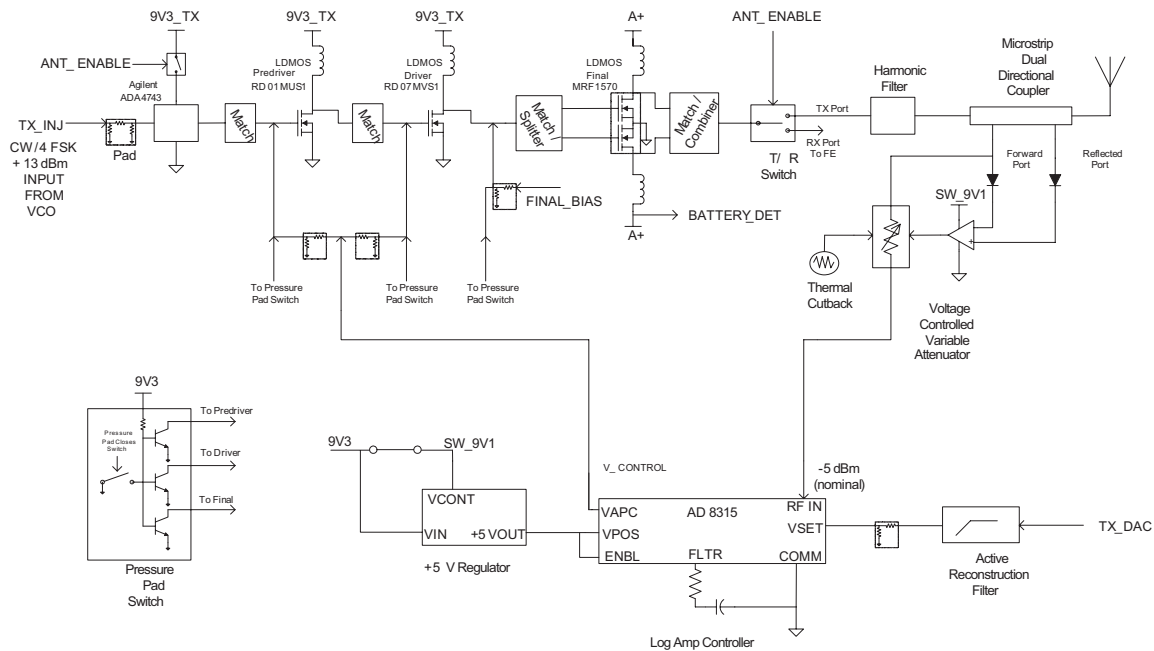 9V3_TX
9V3_TX
9V3_TX
A+
ANT_ENABLE
ANT_ENABLE
Agilent
ADA4743
LDMOS
Predriver
RD 01MUS1
LDMOS
Driver
RD 07MVS1
LDMOS
Final
MRF1570
Harmonic
Filter
Microstrip
Dual
Directional
Coupler
TX_INJ
CW/4 FSK
+ 13 dBm
INPUT
FROM
VCO
Pad
Match
Match
Match /
Splitter
Match /
Combiner
TX Port
RX Port
To FE
T/ R
Switch
Forward
Port
Reflected
Port
FINAL_BIAS
BATTERY_DET
A+
SW_9V1
+
Thermal
Cutback
Voltage
Controlled
Variable
Attenuator
To Pressure
Pad Switch
To Pressure
Pad Switch
To Pressure
Pad Switch
9V3
Pressure
Pad Closes
Switch
To Predriver
To Driver
To Final
Pressure
Pad
Switch
9V3
SW_9V1
VCONT
VIN
+5 VOUT
+5 V Regulator
V_ CONTROL
-5 dBm
(nominal)
VAPC
AD 8315
RF IN
VPOS
VSET
ENBL
FLTR
COMM
Log Amp Controller
TX_DAC
Active
Reconstruction
Filter